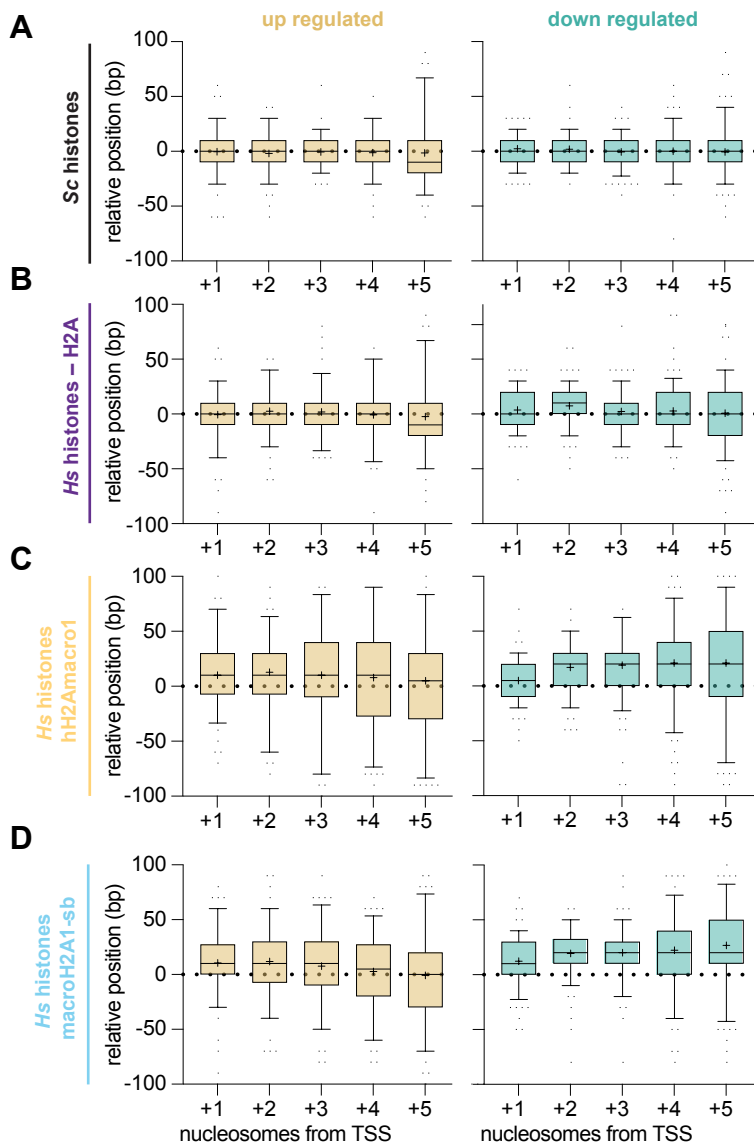 A
up regulated
down regulated
Sc histones
relative position (bp)
100
50
0
-50
-100
+1 +2 +3 +4 +5
+1 +2 +3 +4 +5
B
Hs histones – H2A
relative position (bp)
100
50
0
-50
-100
+1 +2 +3 +4 +5
+1 +2 +3 +4 +5
C
Hs histones
hH2Amacro1
relative position (bp)
100
50
0
-50
-100
+1 +2 +3 +4 +5
+1 +2 +3 +4 +5
D
Hs histones
macroH2A1-sb
relative position (bp)
100
50
0
-50
-100
+1 +2 +3 +4 +5
+1 +2 +3 +4 +5
nucleosomes from TSS
nucleosomes from TSS